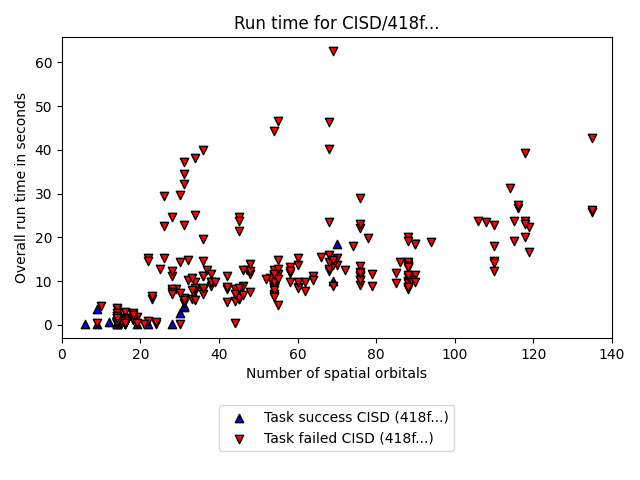 Run time for CISD/418f...
Overall run time in seconds
60
50
40
30
20
10
0
0 20 40 60 80 100 120 140
Number of spatial orbitals
Task success CISD (418f...)
Task failed CISD (418f...)